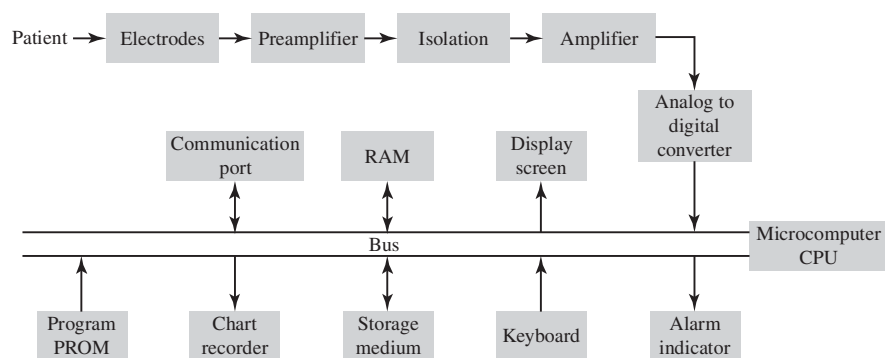 Patient
Electrodes
Preamplifier
Isolation
Amplifier
Analog to
digital
converter
Communication
port
RAM
Display
screen
Bus
Microcomputer
CPU
Program
PROM
Chart
recorder
Storage
medium
Keyboard
Alarm
indicator